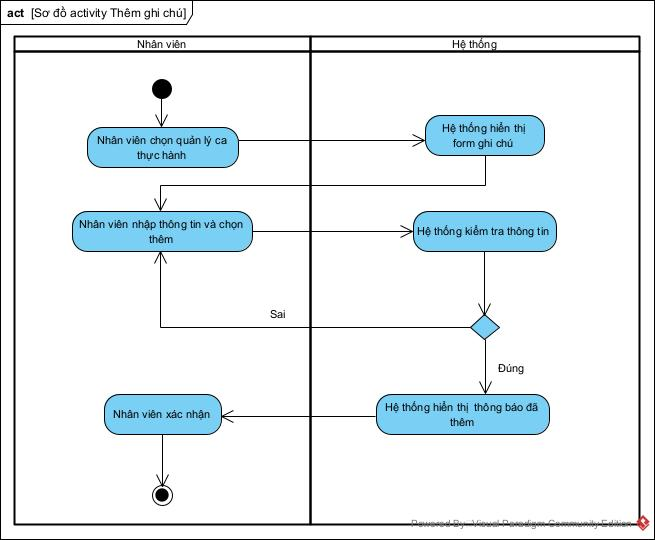 act [Sơ đồ activity Thêm ghi chú]
Nhân viên
Hệ thống
Nhân viên chọn quản lý ca
thực hành
Hệ thống hiển thị
form ghi chú
Nhân viên nhập thông tin và chọn
thêm
Hệ thống kiểm tra thông tin
Sai
Đúng
Nhân viên xác nhận
Hệ thống hiển thị thông báo đã
thêm
Powered By Visual Paradigm Community Edition